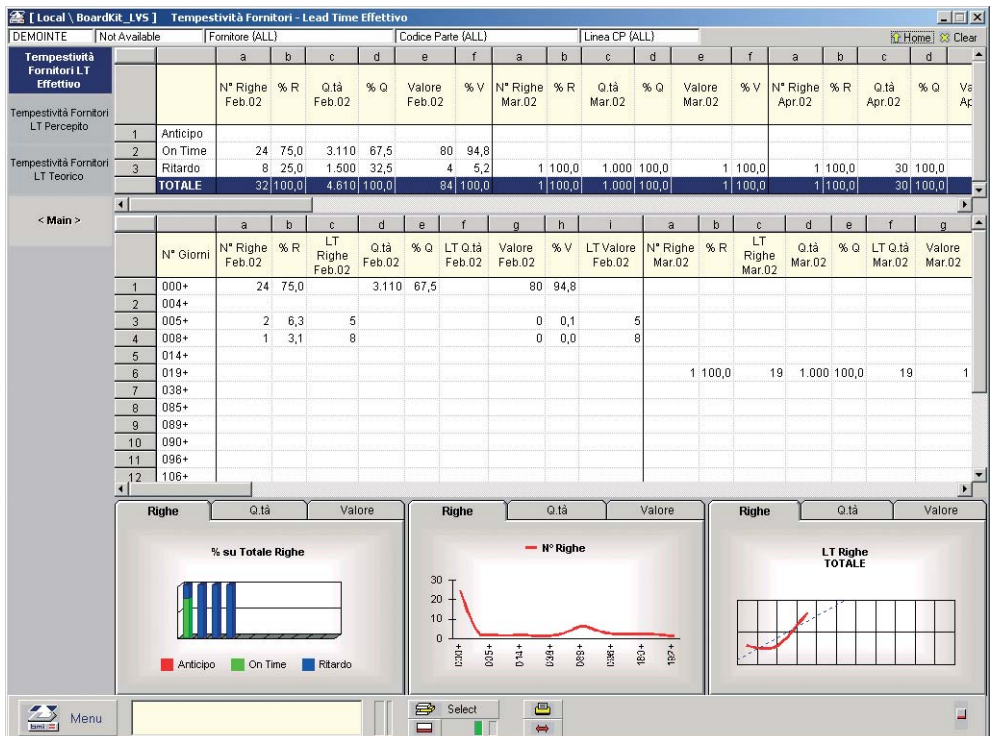 [ Local \ BoardKit_LVS ] Tempestività Fornitori - Lead Time Effettivo
DEMOINTE Not Available Fornitore {ALL} Codice Parte {ALL} Linea CP {ALL} Home Clear
Tempestività Fornitori LT Effettivo
Tempestività Fornitori LT Percepito
Tempestività Fornitori LT Teorico
< Main >
a b c d e f a b c d e f a b c d
N° Righe Feb.02 % R Q.tà Feb.02 % Q Valore Feb.02 % V N° Righe Mar.02 % R Q.tà Mar.02 % Q Valore Mar.02 % V N° Righe Apr.02 % R Q.tà Apr.02 % Q Va Ap
1 Anticipo
2 On Time 24 75,0 3.110 67,5 80 94,8
3 Ritardo 8 25,0 1.500 32,5 4 5,2 1 100,0 1.000 100,0 1 100,0 1 100,0 30 100,0
TOTALE 32 100,0 4.610 100,0 84 100,0 1 100,0 1.000 100,0 1 100,0 1 100,0 30 100,0
a b c d e f g h i a b c d e f g
N° Giorni N° Righe Feb.02 % R LT Righe Feb.02 Q.tà Feb.02 % Q LT Q.tà Feb.02 Valore Feb.02 % V LT Valore Feb.02 N° Righe Mar.02 % R LT Righe Mar.02 Q.tà Mar.02 % Q LT Q.tà Mar.02 Valore Mar.02
1 000+ 24 75,0 3.110 67,5 80 94,8
2 004+
3 005+ 2 6,3 5 0 0,1 5
4 008+ 1 3,1 8 0 0,0 8
5 014+
6 019+ 1 100,0 19 1.000 100,0 19 1
7 038+
8 085+
9 089+
10 090+
11 096+
12 106+
Righe Q.tà Valore Righe Q.tà Valore Righe Q.tà Valore
% su Totale Righe
Anticipo On Time Ritardo
N° Righe
30
20
10
0
005+ 014+
LT Righe
TOTALE
Menu Select